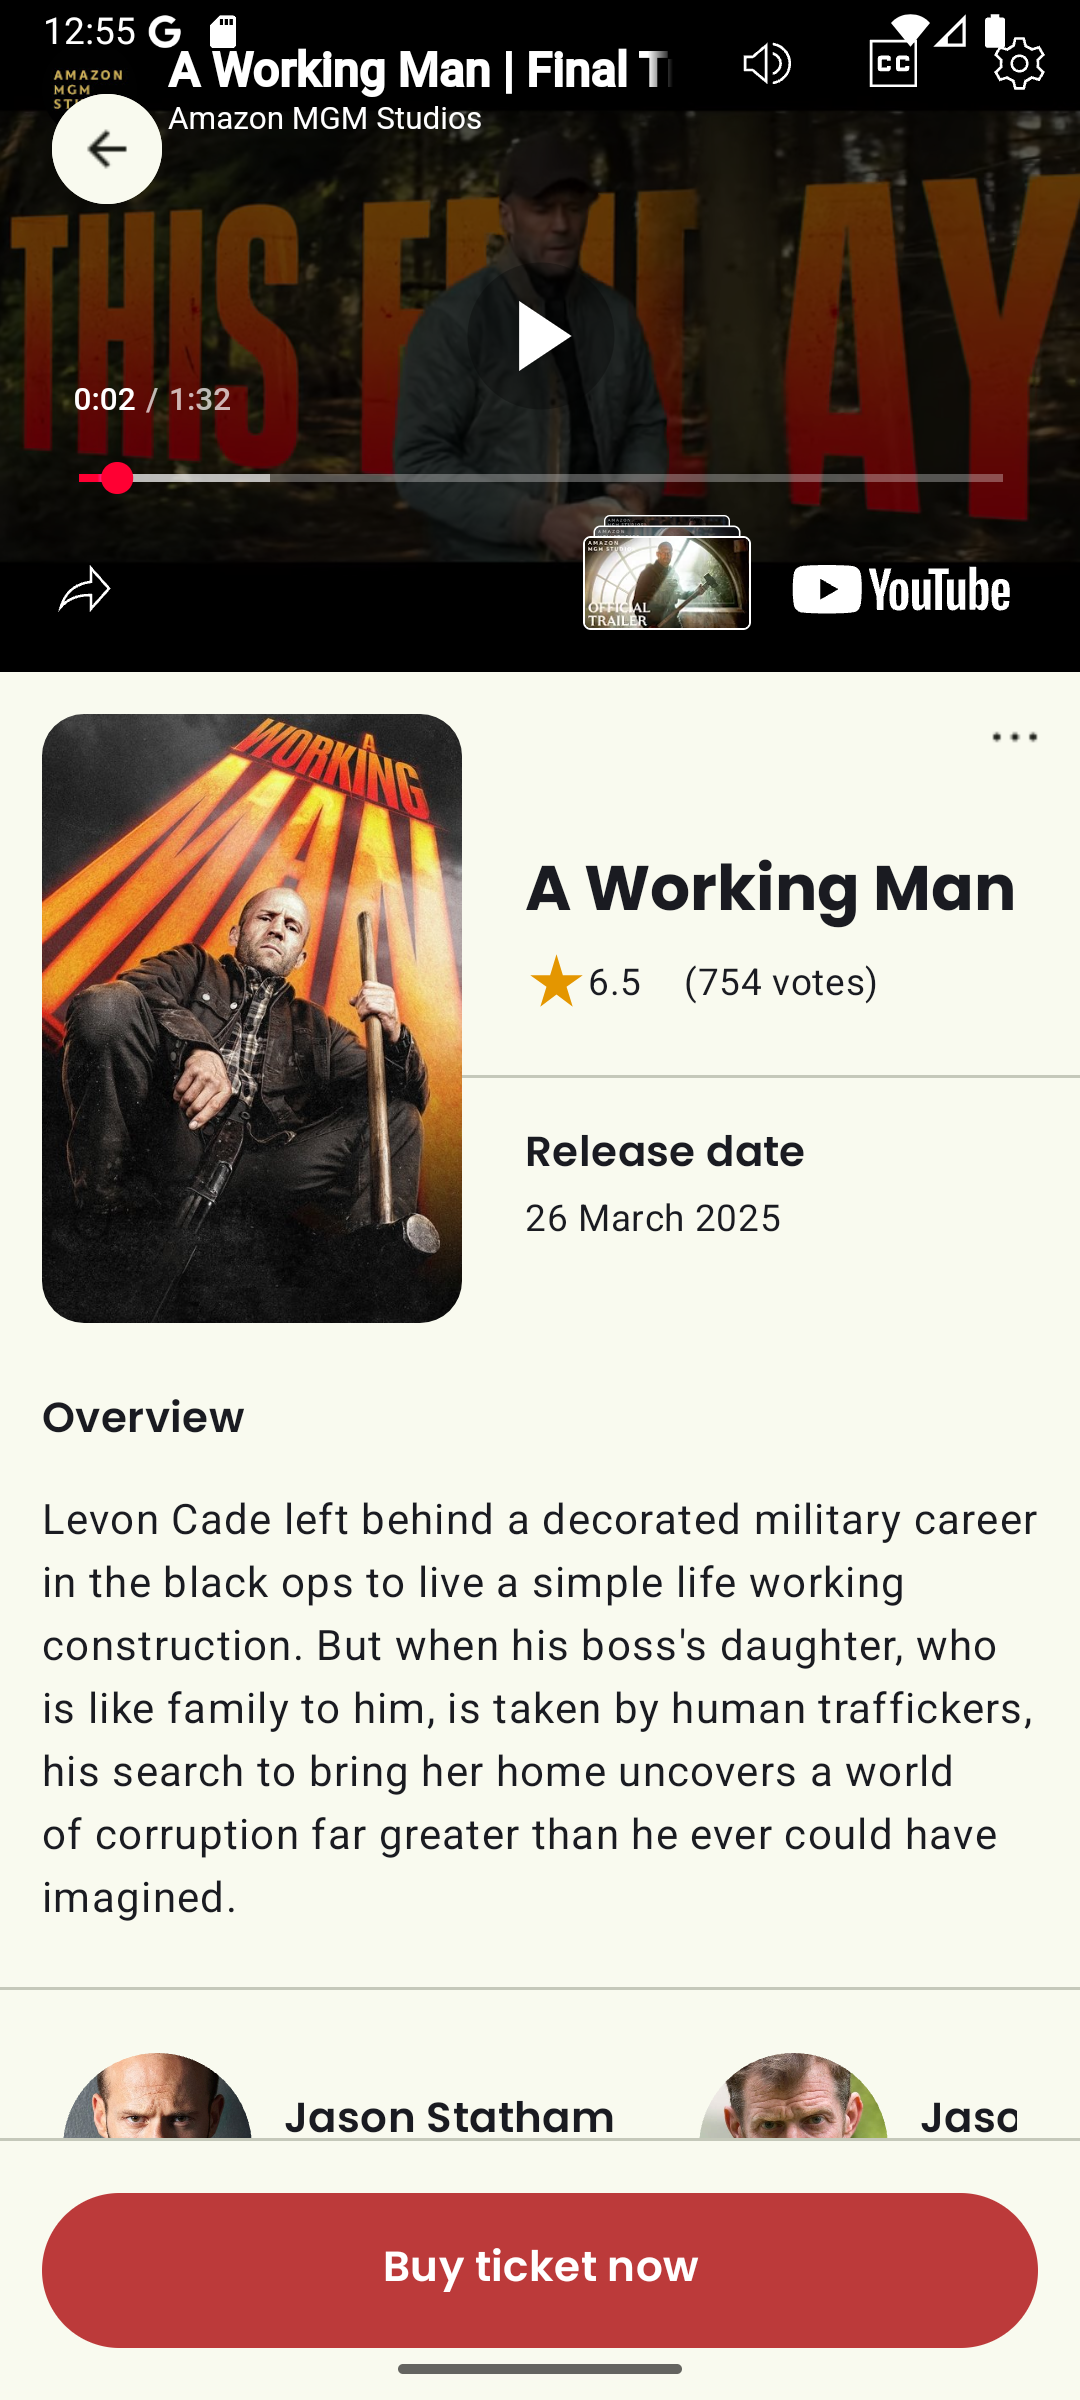 12:55
AMAZON
MGM
A Working Man | Final T
Amazon MGM Studios
CC
THIS
AY
0:02 / 1:32
AMAZON
MGM STUDIOS
OFFICIAL
TRAILER
YouTube
A
WORKING
MAN
A Working Man
6.5 (754 votes)
Release date
26 March 2025
Overview
Levon Cade left behind a decorated military career
in the black ops to live a simple life working
construction. But when his boss's daughter, who
is like family to him, is taken by human traffickers,
his search to bring her home uncovers a world
of corruption far greater than he ever could have
imagined.
Jason Statham
Jaso
Buy ticket now